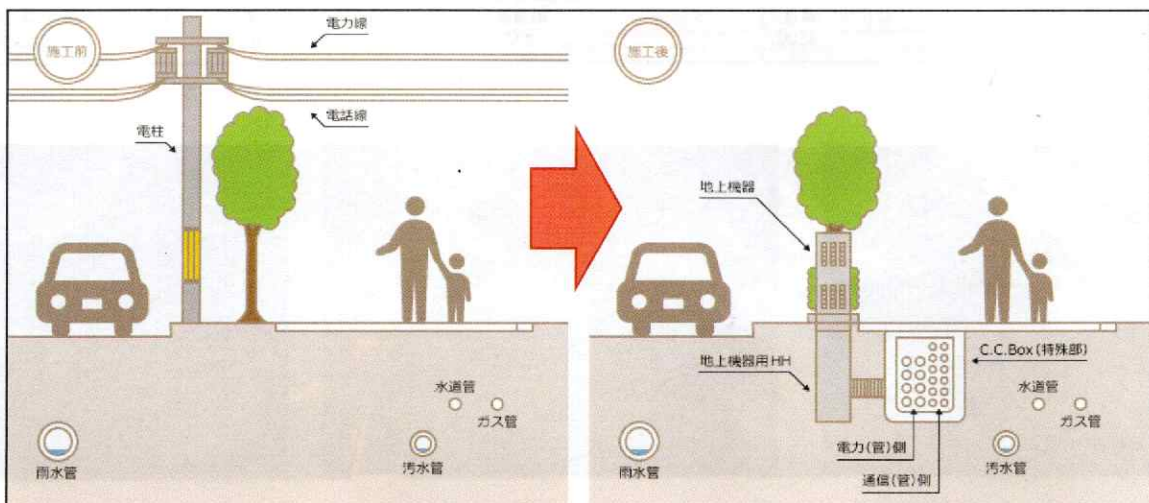 施工前
電力線
電話線
電柱
水道管
ガス管
雨水管
汚水管
施工後
地上機器
地上機器用HH
C.C.Box(特殊部)
水道管
ガス管
電力(管)側
通信(管)側
雨水管
汚水管